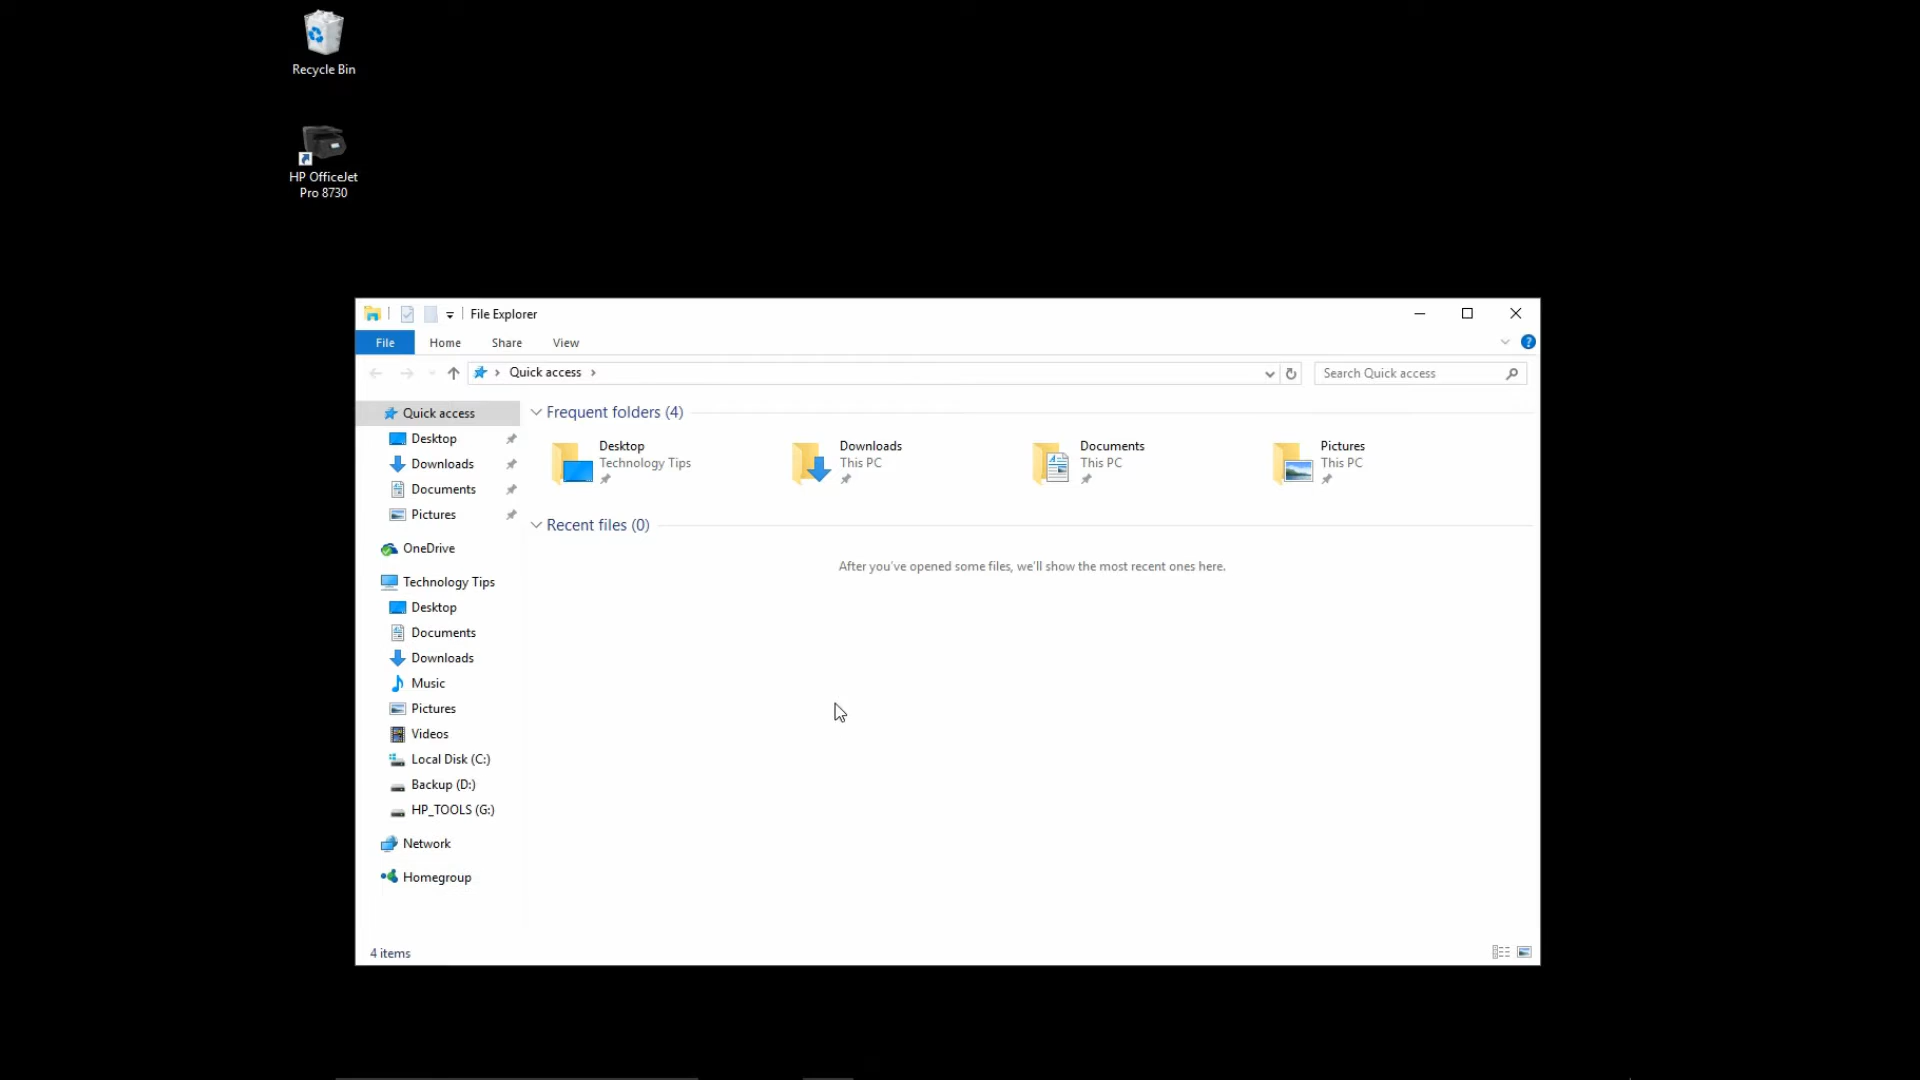 Recycle Bin
HP OfficeJet
Pro 8730
File Explorer
File
Home
Share
View
?
Quick access
Search Quick access
Quick access
Desktop
Downloads
Documents
Pictures
OneDrive
Technology Tips
Desktop
Documents
Downloads
Music
Pictures
Videos
Local Disk (C:)
Backup (D:)
HP_TOOLS (G:)
Network
Homegroup
Frequent folders (4)
Desktop
Technology Tips
Downloads
This PC
Documents
This PC
Pictures
This PC
Recent files (0)
After you've opened some files, we'll show the most recent ones here.
4 items